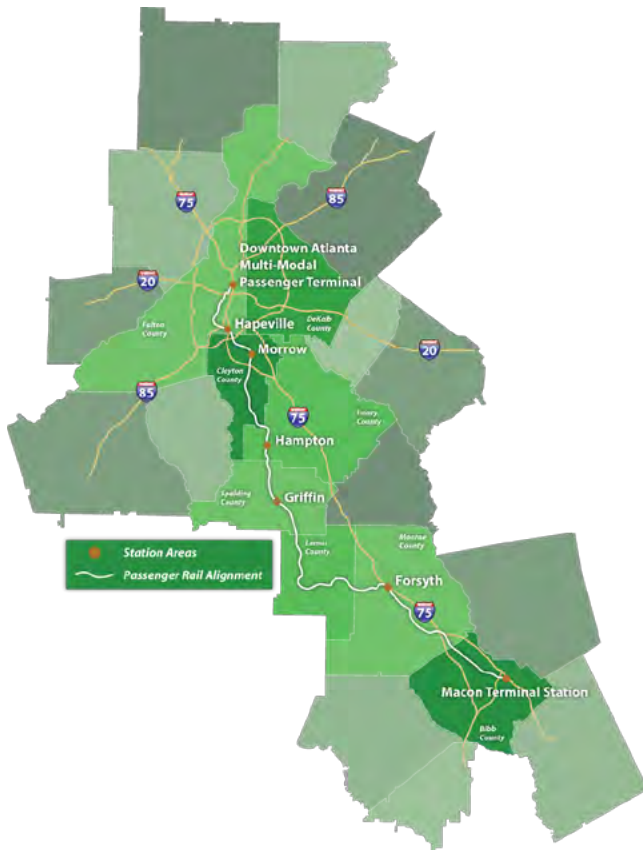 75
85
Downtown Atlanta
Multi-Modal
Passenger Terminal
20
Fulton
County
Hapeville
DeKalb
County
Morrow
20
Clayton
County
85
75
Henry
County
Hampton
Spalding
County
Griffin
Lamar
County
Monroe
County
Station Areas
Passenger Rail Alignment
Forsyth
75
Macon Terminal Station
Bibb
County